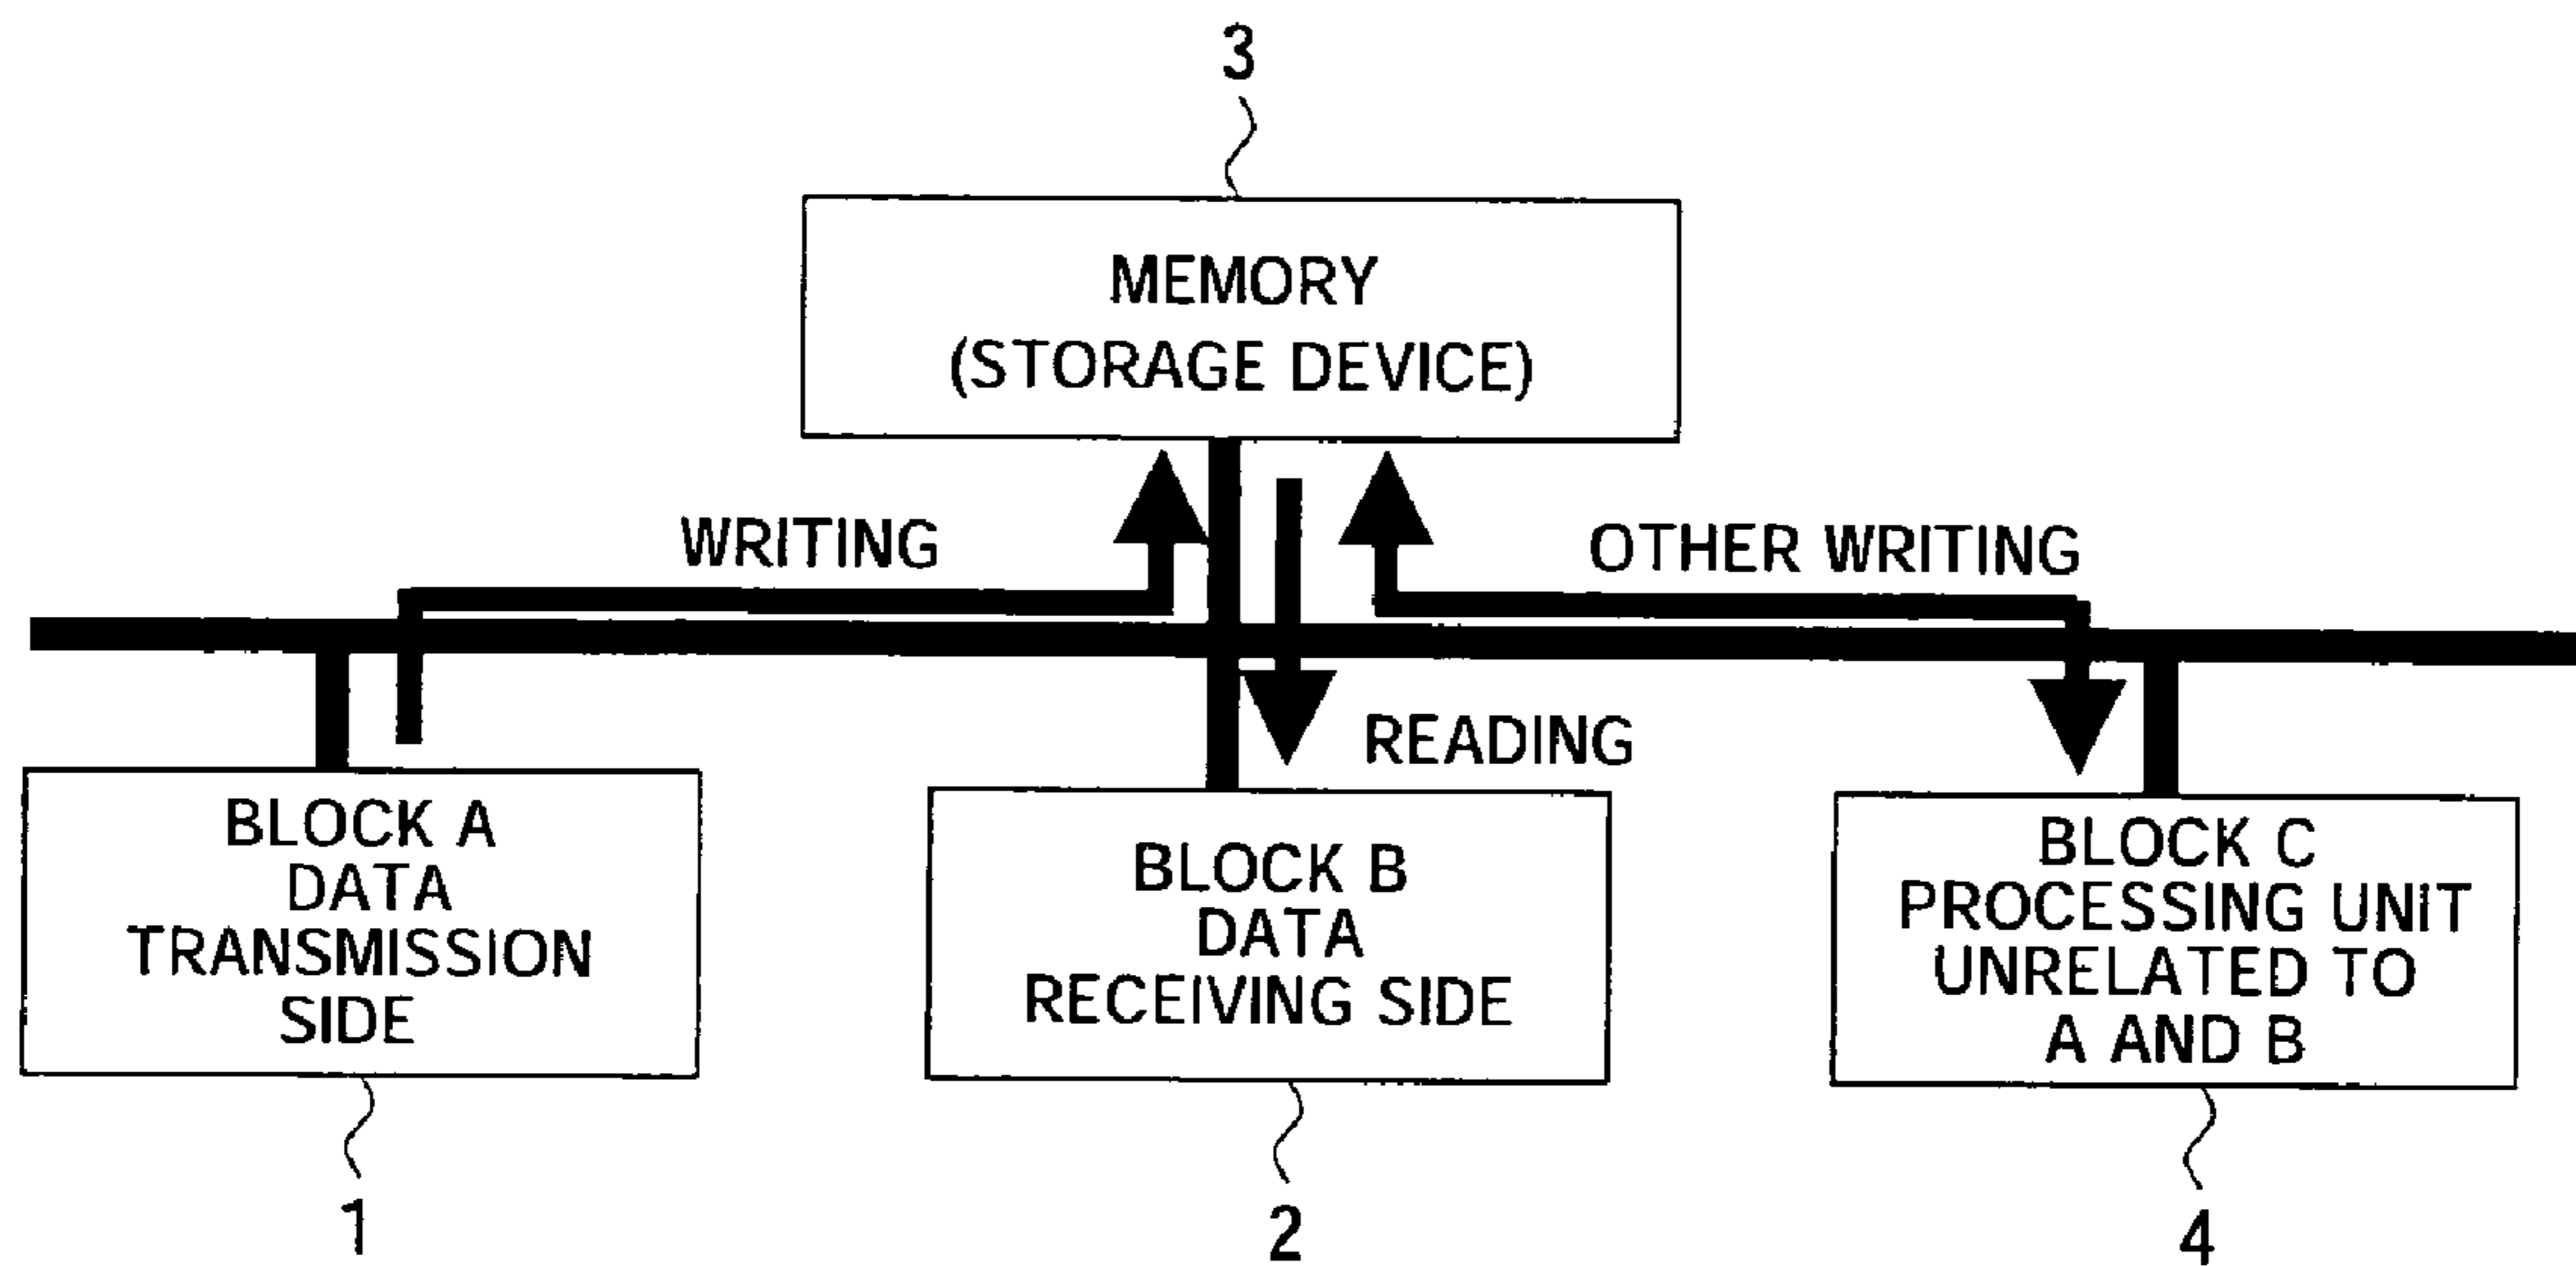 3
MEMORY
(STORAGE DEVICE)
WRITING
OTHER WRITING
READING
BLOCK A
DATA
TRANSMISSION
SIDE
BLOCK B
DATA
RECEIVING SIDE
BLOCK C
PROCESSING UNIT
UNRELATED TO
A AND B
1
2
4